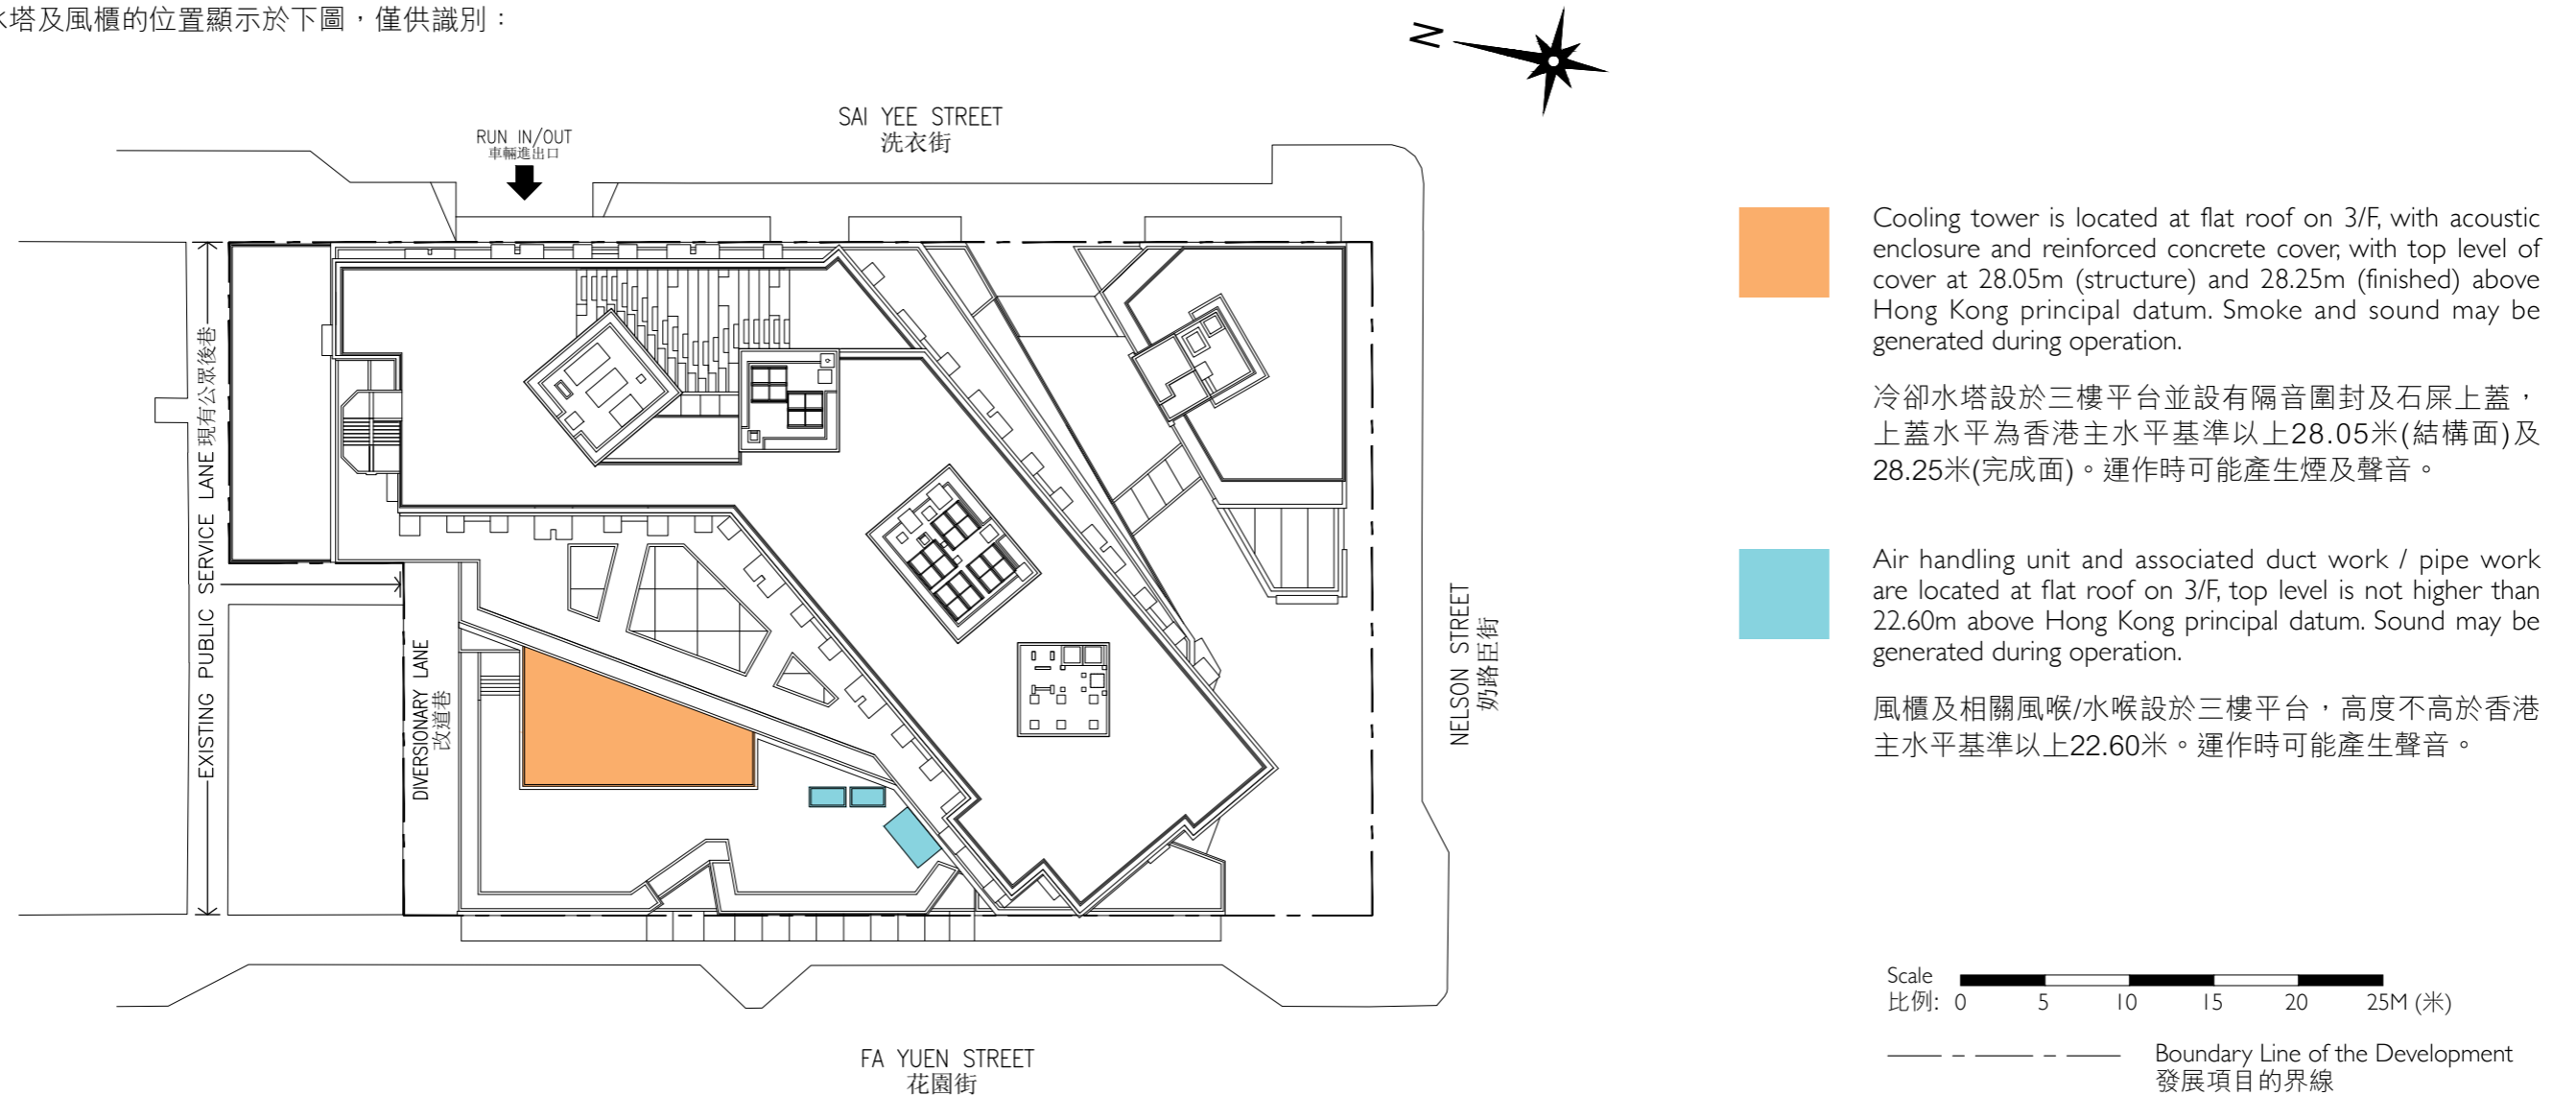 水塔及風櫃的位置顯示於下圖，僅供識別：
N
SAI YEE STREET
洗衣街
RUN IN/OUT
車輛進出口
EXISTING PUBLIC SERVICE LANE 現有公眾後巷
DIVERSIONARY LANE
改道巷
NELSON STREET
奶路臣街
FA YUEN STREET
花園街
Cooling tower is located at flat roof on 3/F, with acoustic
enclosure and reinforced concrete cover, with top level of
cover at 28.05m (structure) and 28.25m (finished) above
Hong Kong principal datum. Smoke and sound may be
generated during operation.
冷卻水塔設於三樓平台並設有隔音圍封及石屎上蓋，
上蓋水平為香港主水平基準以上28.05米(結構面)及
28.25米(完成面)。運作時可能產生煙及聲音。
Air handling unit and associated duct work / pipe work
are located at flat roof on 3/F, top level is not higher than
22.60m above Hong Kong principal datum. Sound may be
generated during operation.
風櫃及相關風喉/水喉設於三樓平台，高度不高於香港
主水平基準以上22.60米。運作時可能產生聲音。
Scale
比例: 0 5 10 15 20 25M (米)
Boundary Line of the Development
發展項目的界線